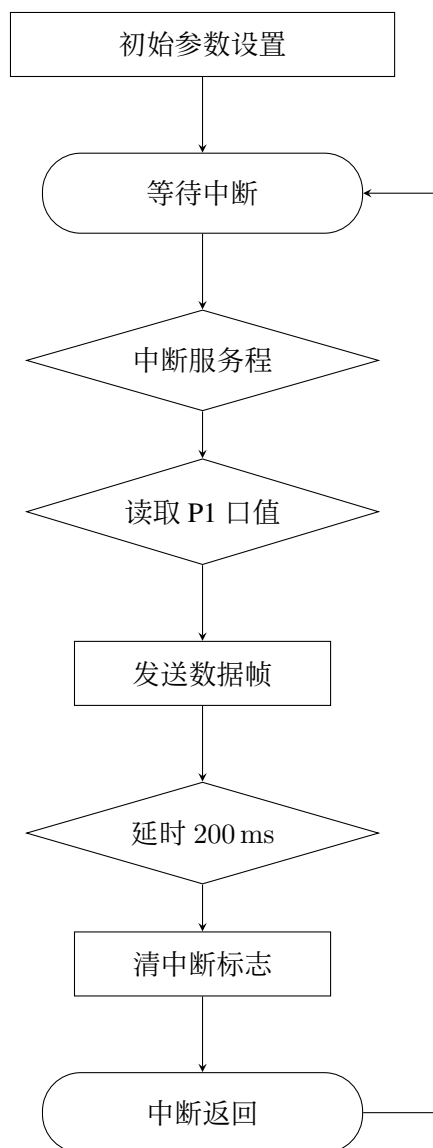 初始参数设置
等待中断
中断服务程
读取 P1 口值
发送数据帧
延时 200 ms
清中断标志
中断返回